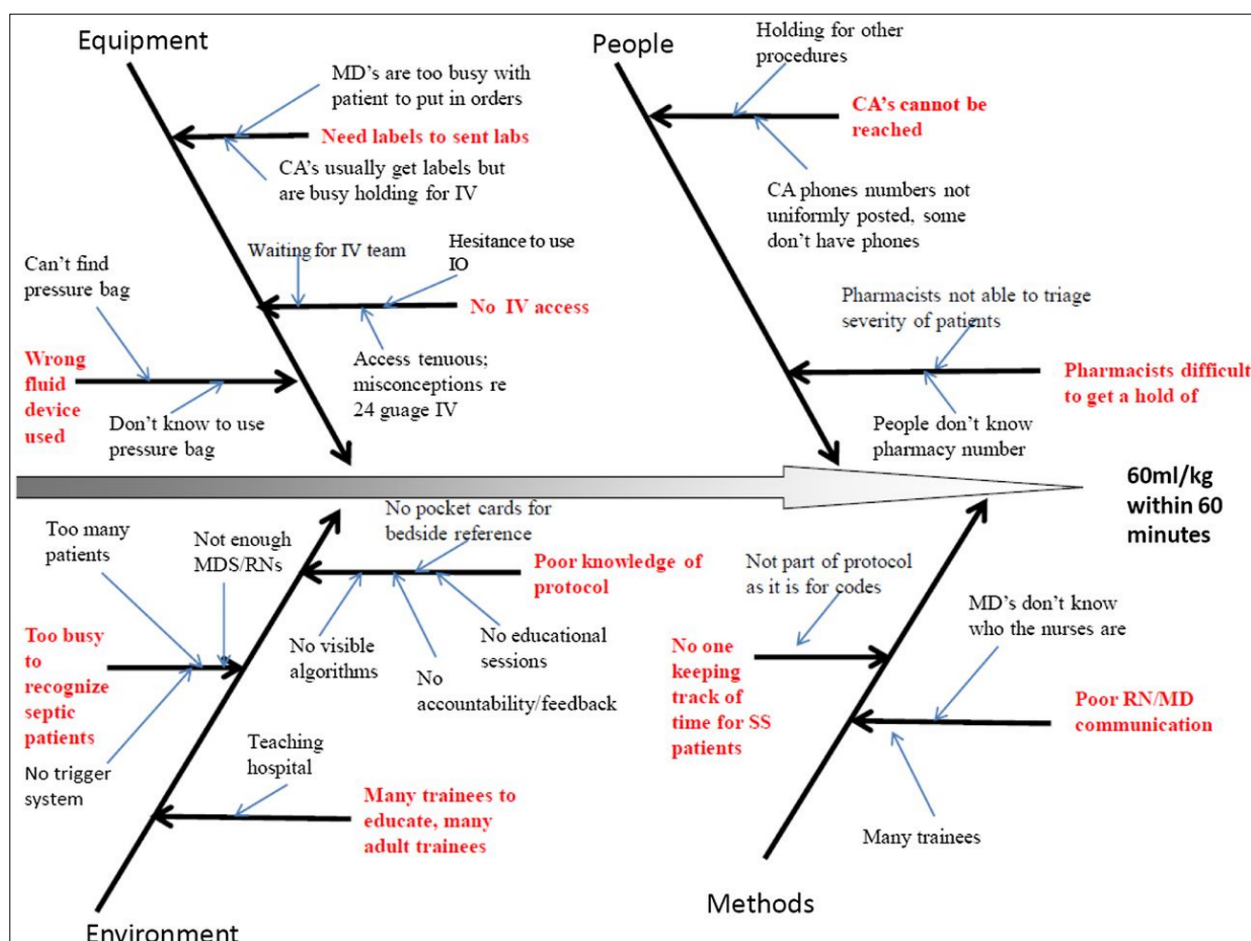 Equipment
MD's are too busy with
patient to put in orders
Need labels to sent labs
CA's usually get labels but
are busy holding for IV
Waiting for IV team
Hesitance to use
IO
No IV access
Access tenuous;
misconceptions re
24 guage IV
Can't find
pressure bag
Wrong
fluid
device
used
Don't know to use
pressure bag
People
Holding for other
procedures
CA's cannot be
reached
CA phones numbers not
uniformly posted, some
don't have phones
Pharmacists not able to triage
severity of patients
Pharmacists difficult
to get a hold of
People don't know
pharmacy number
60ml/kg
within 60
minutes
Too many
patients
Not enough
MDS/RNs
No pocket cards for
bedside reference
Poor knowledge of
protocol
No visible
algorithms
No
accountability/feedback
No educational
sessions
Too busy
to
recognize
septic
patients
No trigger
system
Teaching
hospital
Many trainees to
educate, many
adult trainees
Environment
Not part of protocol
as it is for codes
No one
keeping
track of
time for SS
patients
MD's don't know
who the nurses are
Poor RN/MD
communication
Many trainees
Methods